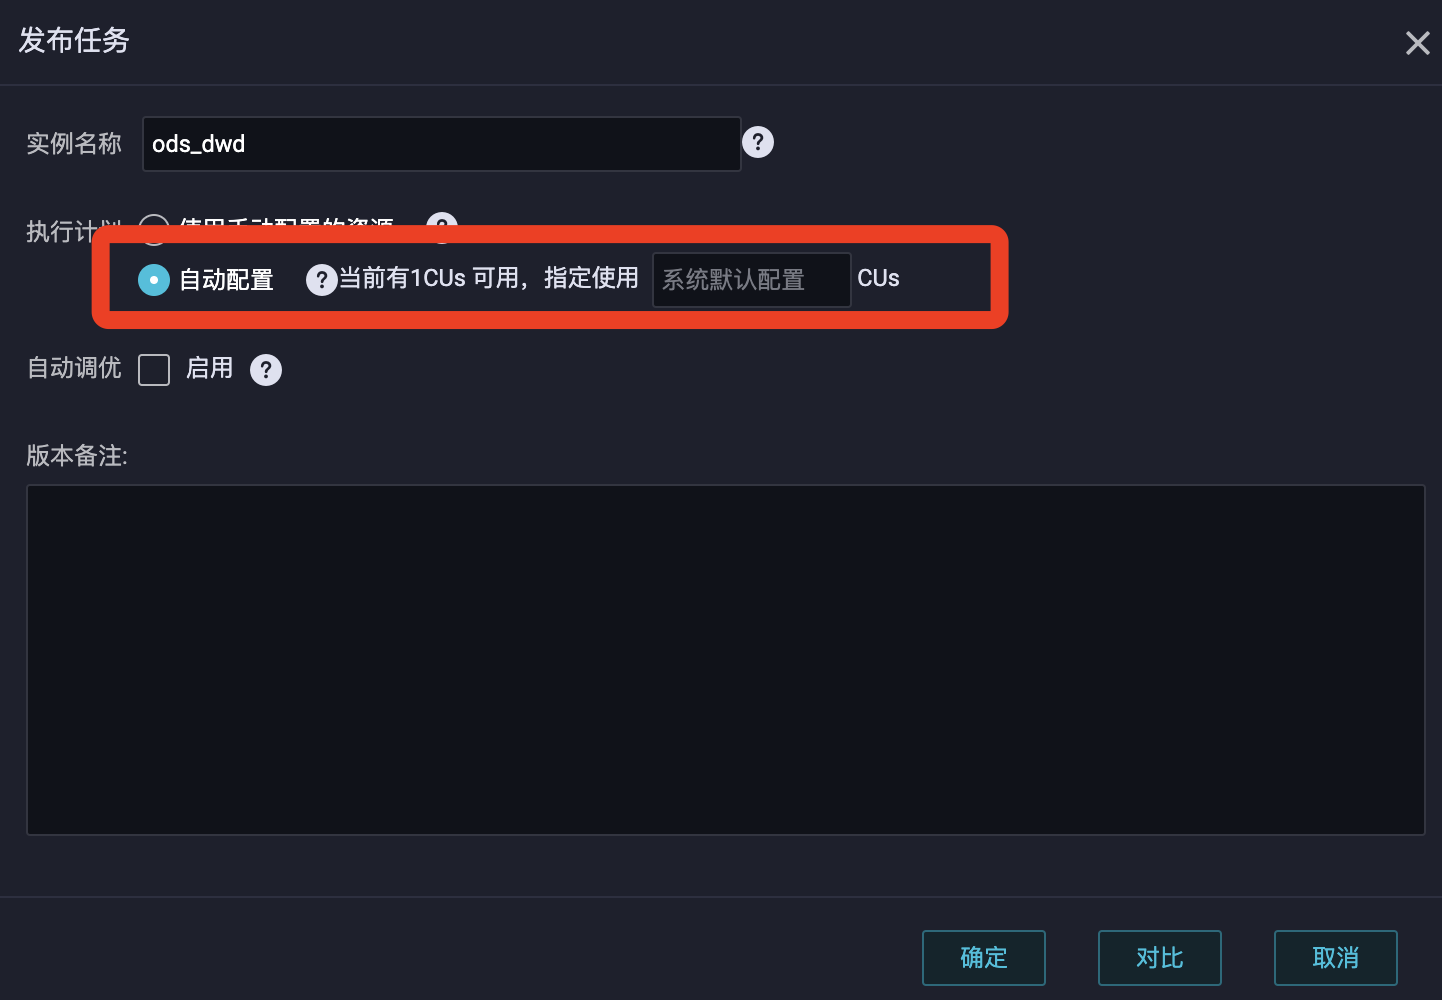 发布任务
实例名称 ods_dwd ?
执行计划 使用手动配置的资源 ?
自动配置 ? 当前有1CUs 可用，指定使用 系统默认配置 CUs
自动调优 启用 ?
版本备注:
确定 对比 取消